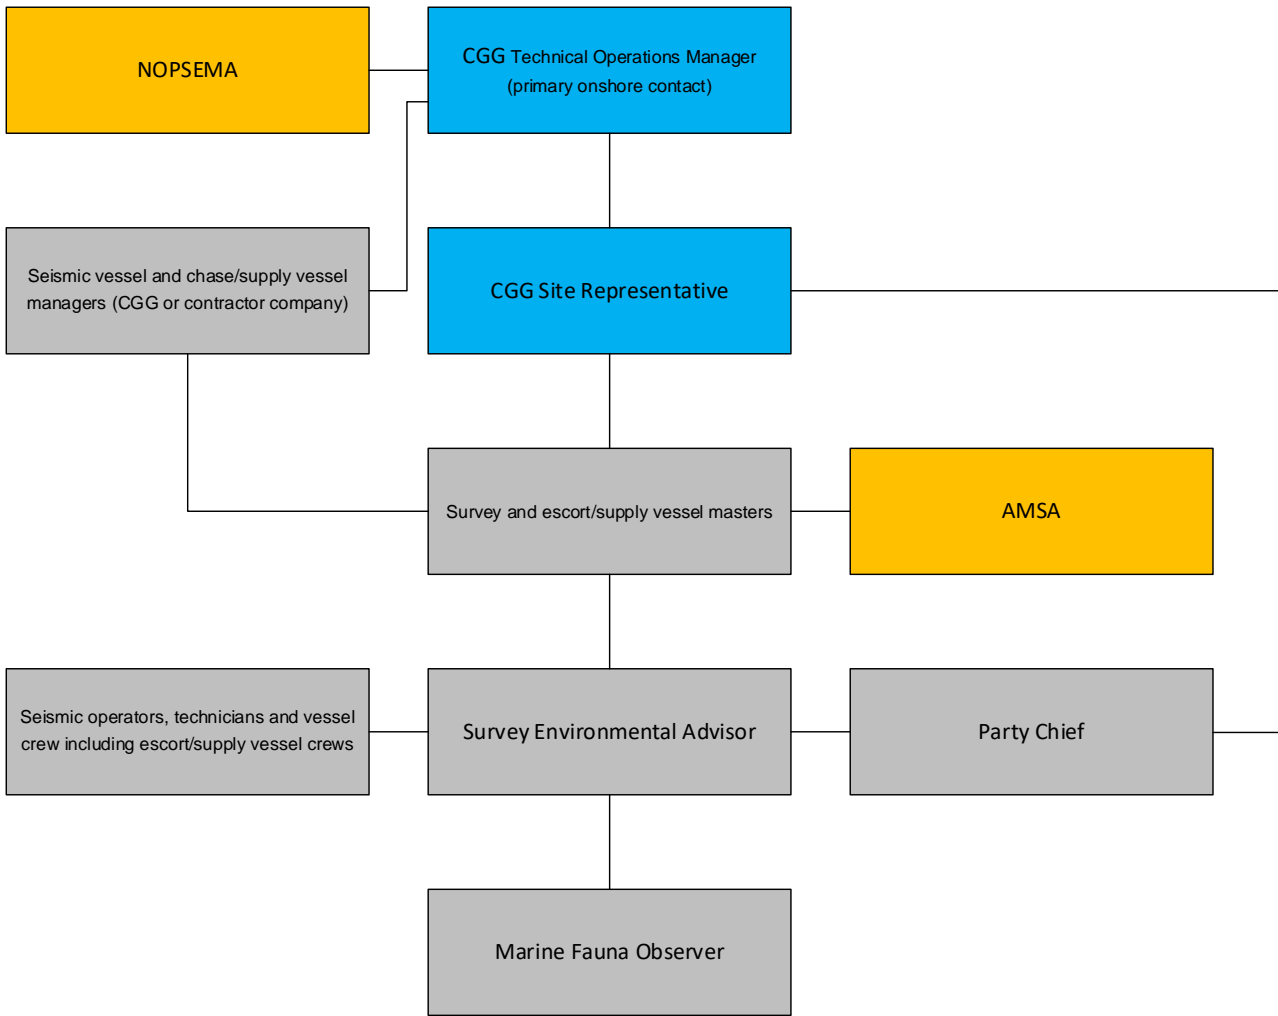 NOPSEMA
CGG Technical Operations Manager
(primary onshore contact)
Seismic vessel and chase/supply vessel
managers (CGG or contractor company)
CGG Site Representative
Survey and escort/supply vessel masters
AMSA
Seismic operators, technicians and vessel
crew including escort/supply vessel crews
Survey Environmental Advisor
Party Chief
Marine Fauna Observer